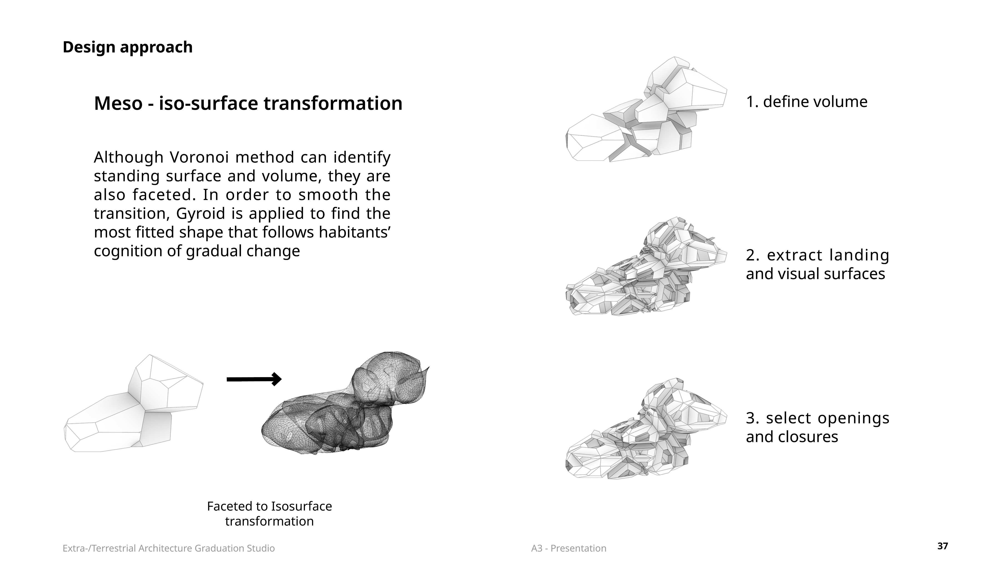 Design approach
Meso - iso-surface transformation
Although Voronoi method can identify
standing surface and volume, they are
also faceted. In order to smooth the
transition, Gyroid is applied to find the
most fitted shape that follows habitants’
cognition of gradual change
Faceted to Isosurface
transformation
1. define volume
2. extract landing
and visual surfaces
3. select openings
and closures
Extra-/Terrestrial Architecture Graduation Studio
A3 - Presentation
37